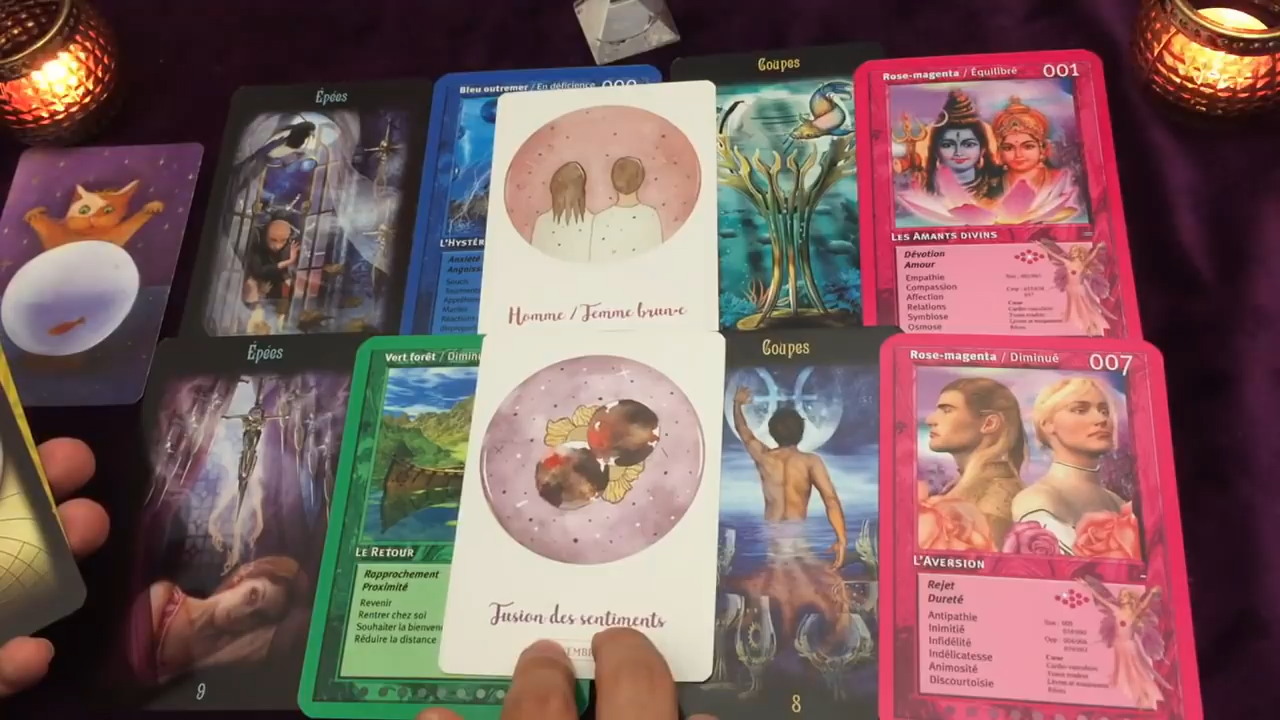 Épées
Bleu outremer / En déficience
L'Hystér
Anxiété
Angoiss
Soucis
Homme / Femme brun·e
Coupes
Rose-magenta / Équilibré 001
Les Amants divins
Dévotion
Amour
Empathie
Compassion
Affection
Relations
Symbiose
Osmose
Épées
9
Vert forêt / Diminu
Le Retour
Rapprochement
Proximité
Revenir
Rentrer chez soi
Souhaiter la bienven
Réduire la distance
Fusion des sentiments
EMBR
Coupes
8
Rose-magenta / Diminué 007
L'Aversion
Rejet
Dureté
Antipathie
Inimitié
Infidélité
Indélicatesse
Animosité
Discourtoisie